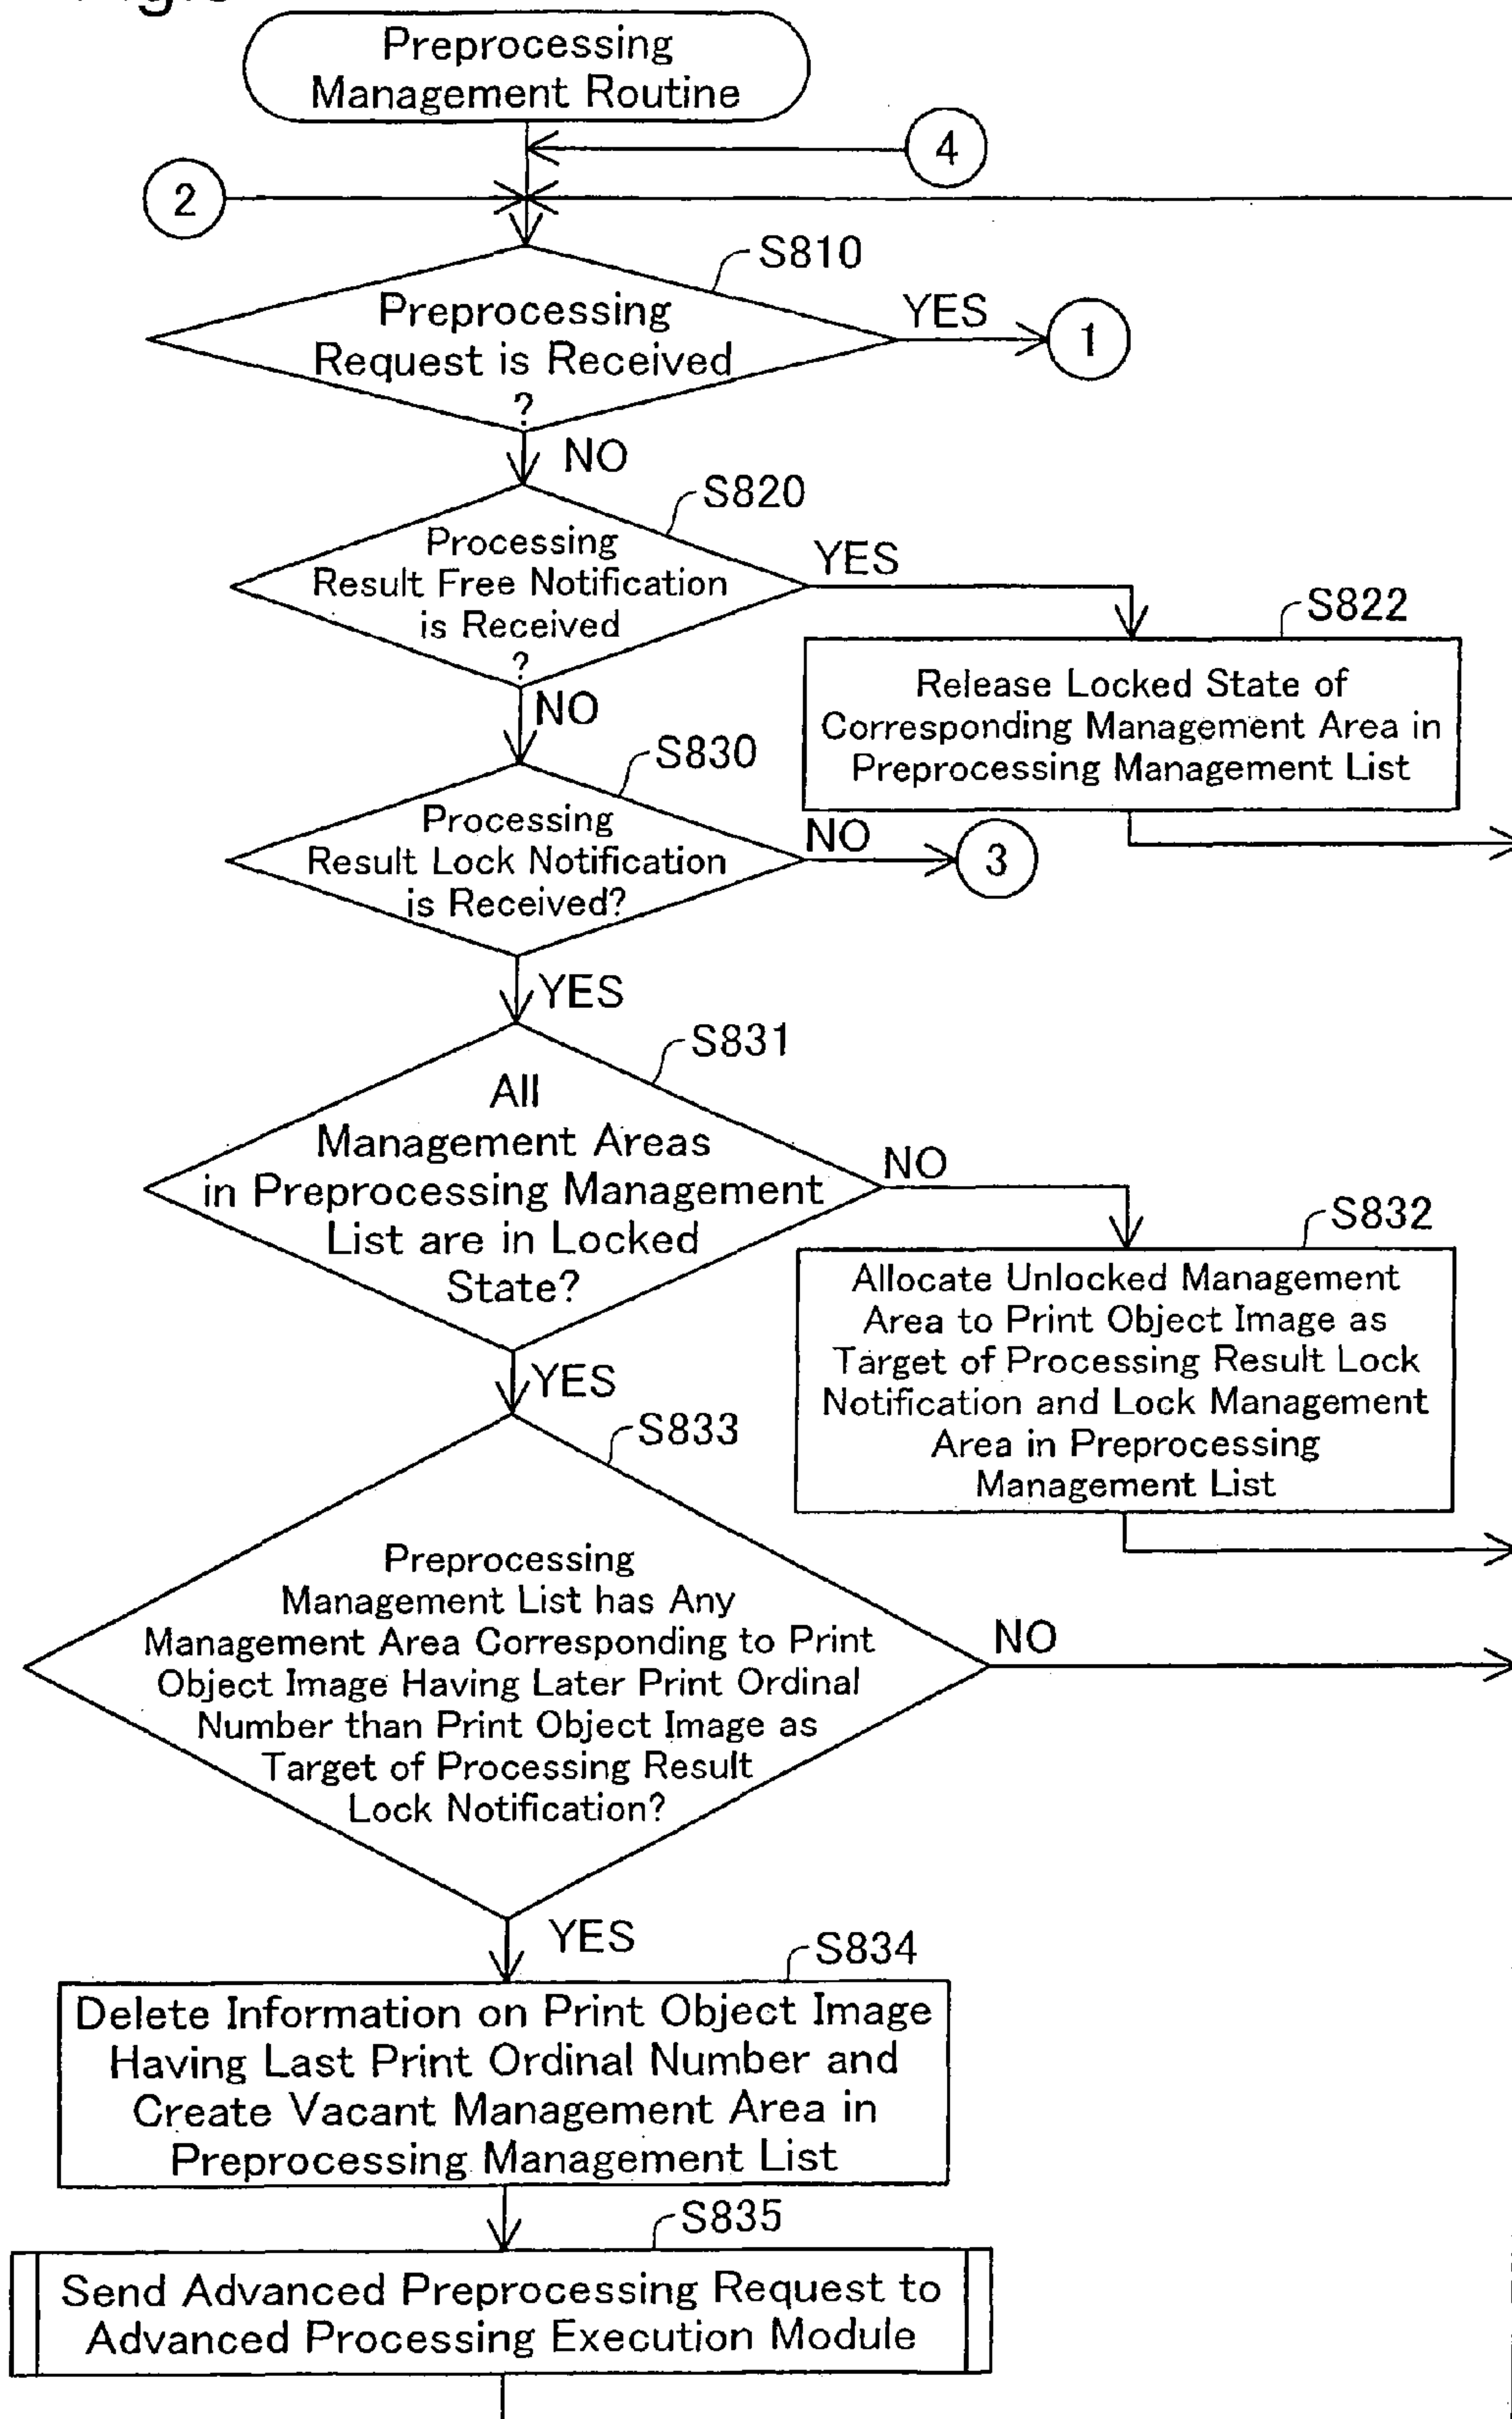 Preprocessing
Management Routine
4
2
S810
Preprocessing
Request is Received
?
YES
1
NO
S820
Processing
Result Free Notification
is Received
?
YES
S822
Release Locked State of
Corresponding Management Area in
Preprocessing Management List
NO
S830
Processing
Result Lock Notification
is Received?
NO
3
YES
S831
All
Management Areas
in Preprocessing Management
List are in Locked
State?
NO
S832
Allocate Unlocked Management
Area to Print Object Image as
Target of Processing Result Lock
Notification and Lock Management
Area in Preprocessing
Management List
YES
S833
Preprocessing
Management List has Any
Management Area Corresponding to Print
Object Image Having Later Print Ordinal
Number than Print Object Image as
Target of Processing Result
Lock Notification?
NO
YES
S834
Delete Information on Print Object Image
Having Last Print Ordinal Number and
Create Vacant Management Area in
Preprocessing Management List
S835
Send Advanced Preprocessing Request to
Advanced Processing Execution Module